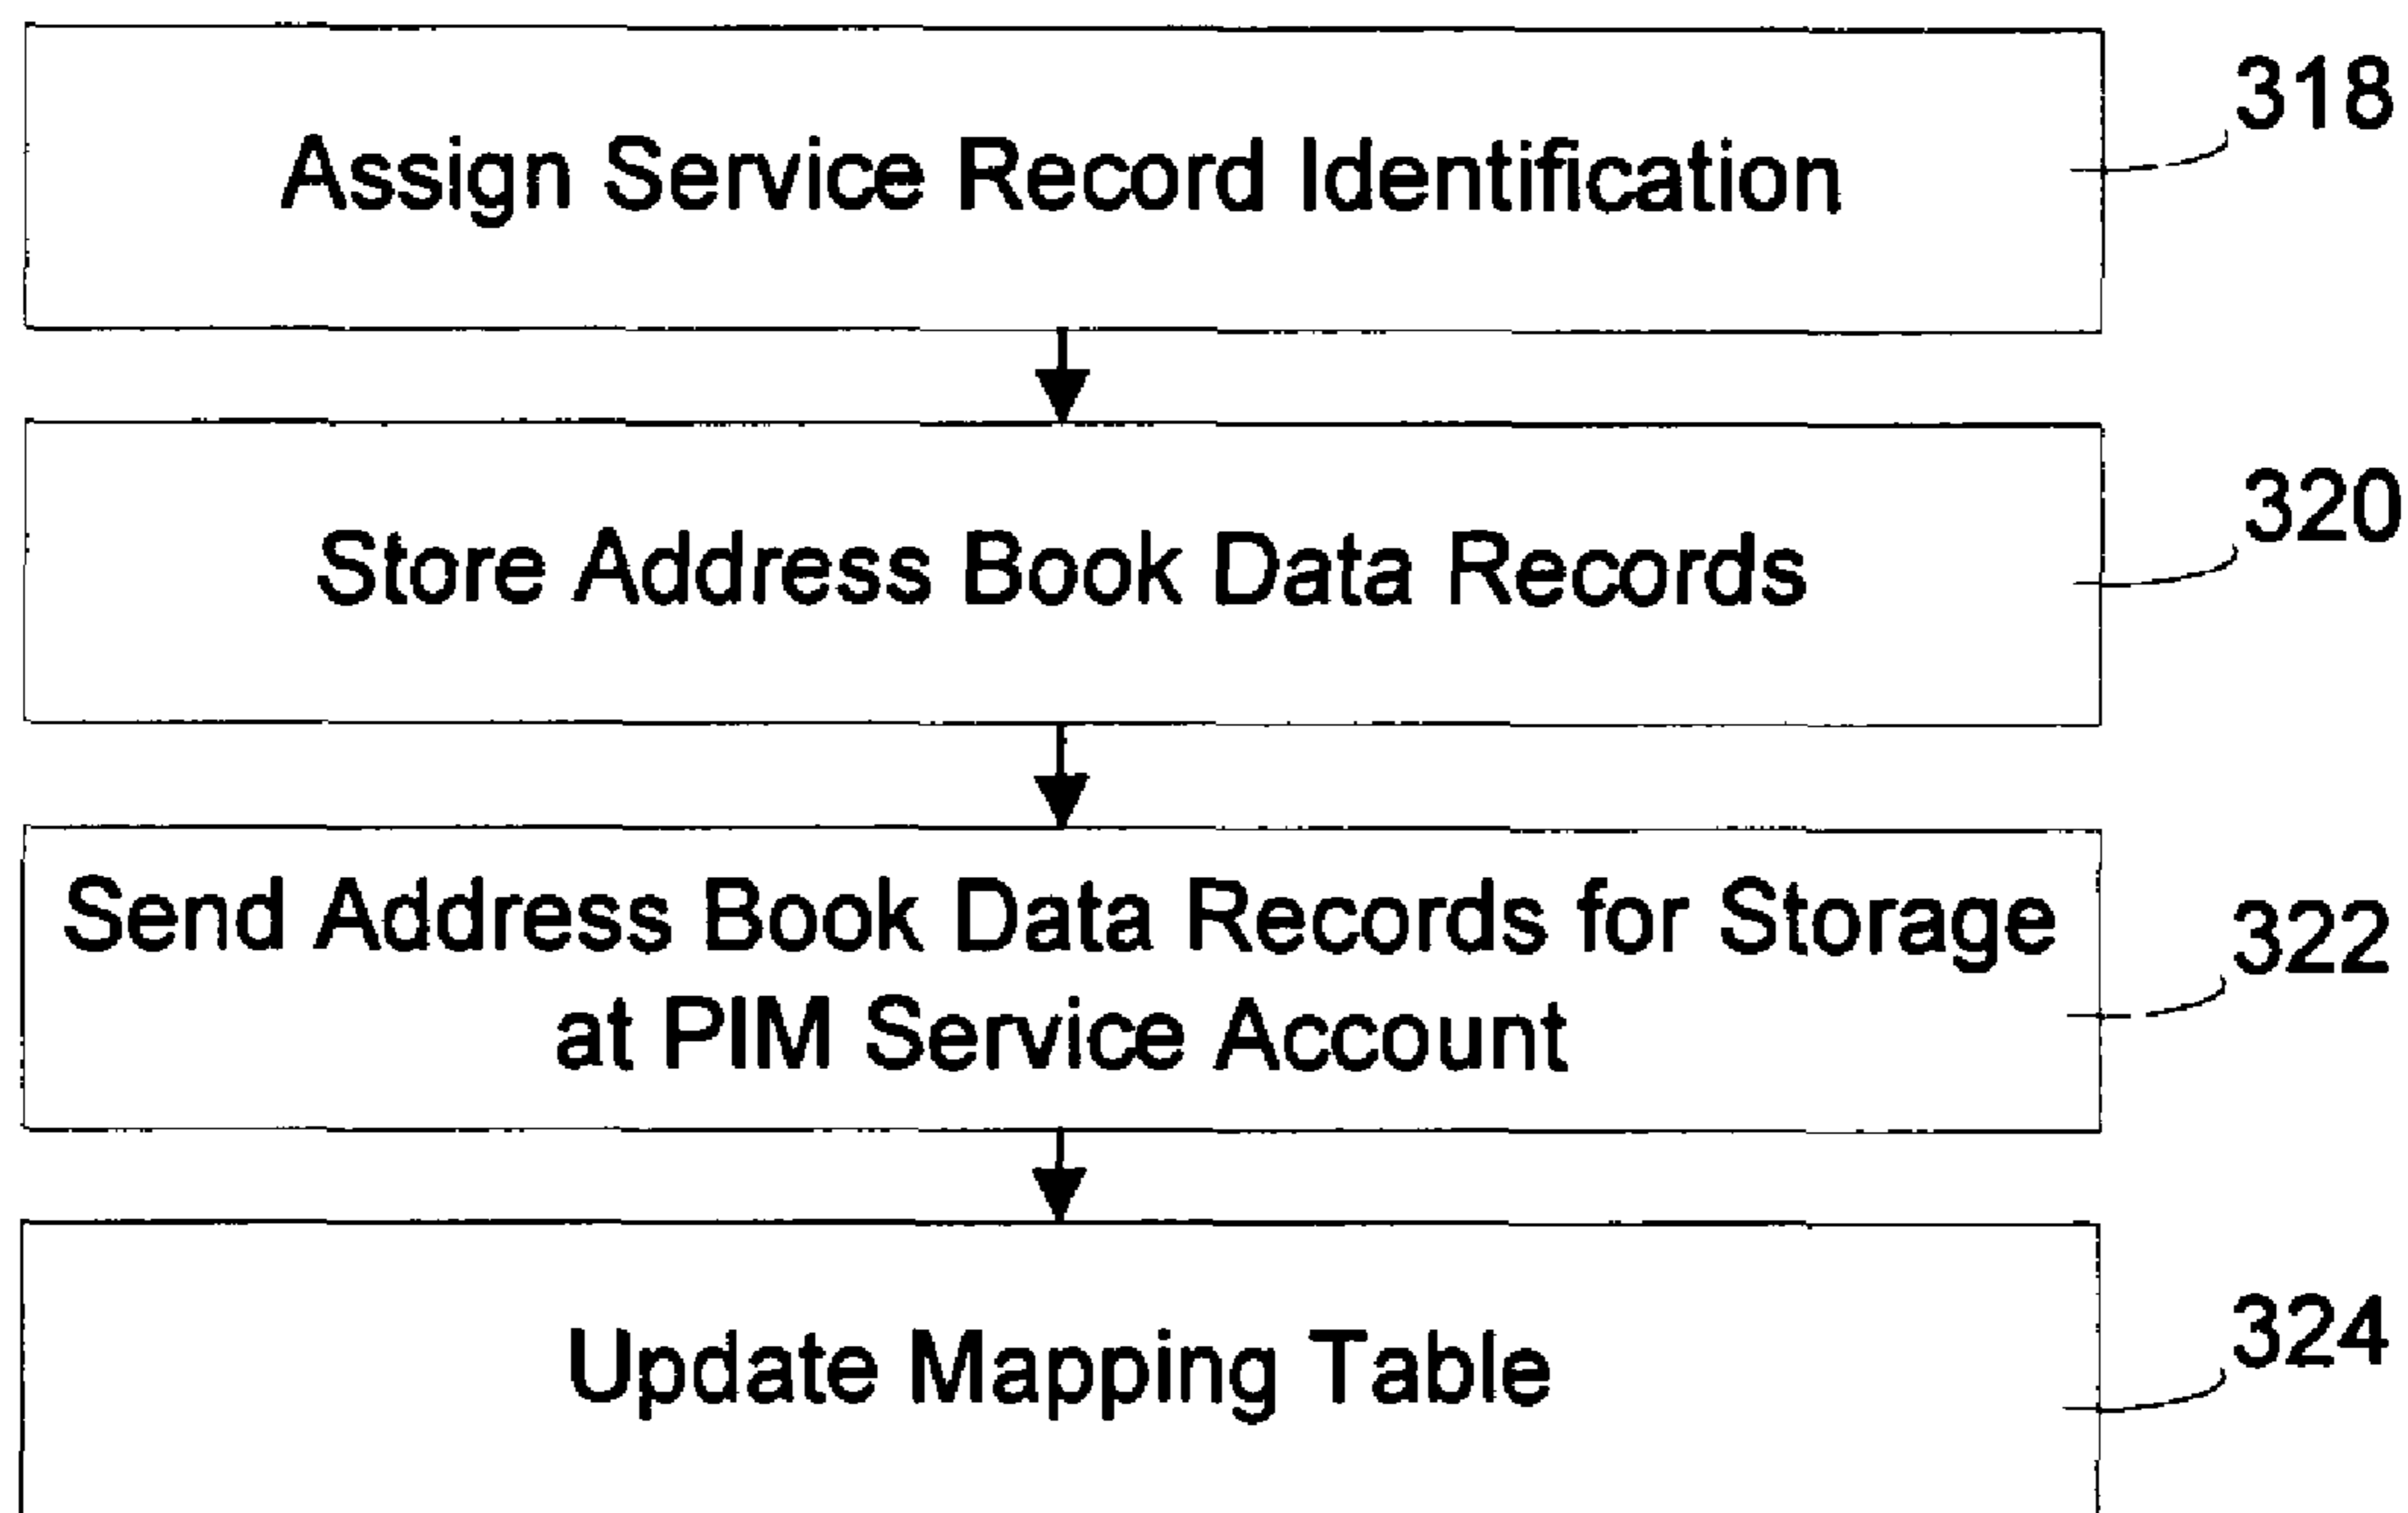 Assign Service Record Identification
318
Store Address Book Data Records
320
Send Address Book Data Records for Storage
at PIM Service Account
322
Update Mapping Table
324